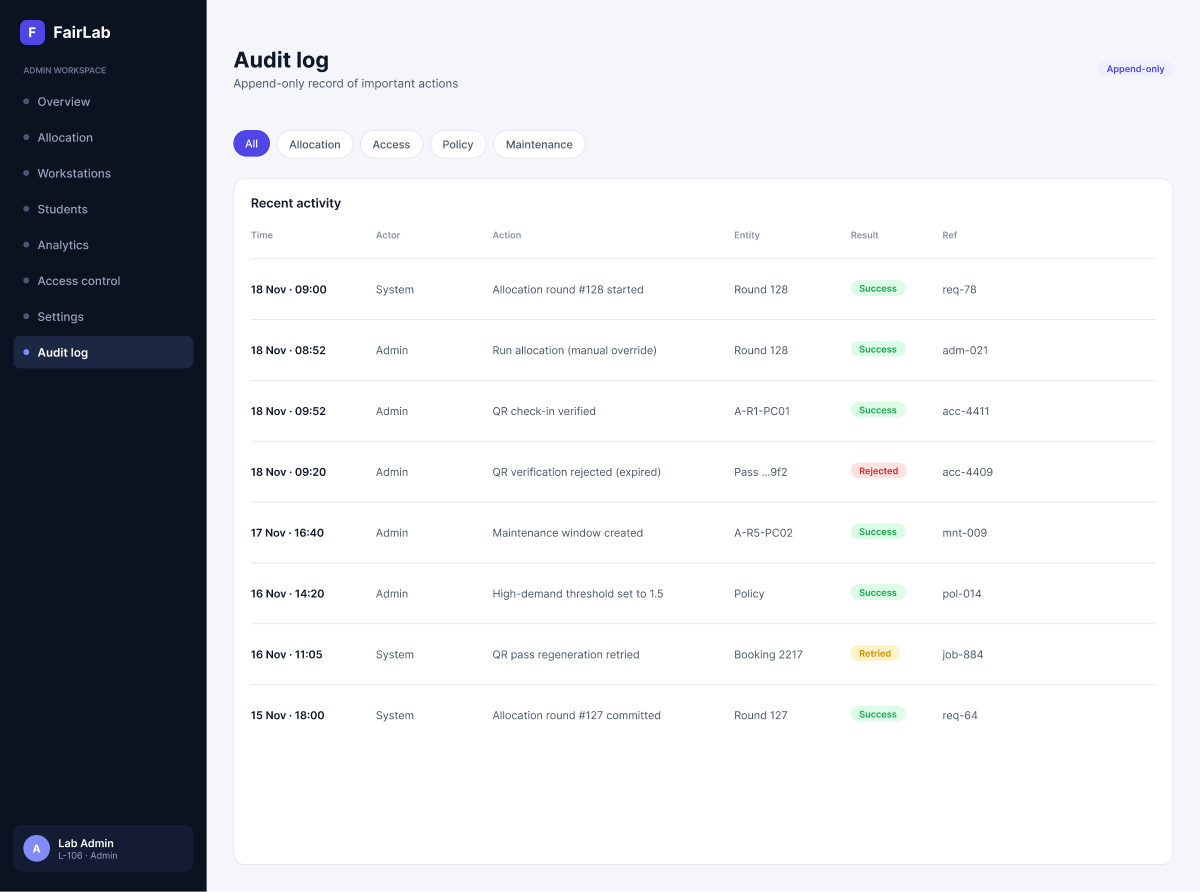 F FairLab
ADMIN WORKSPACE
Overview
Allocation
Workstations
Students
Analytics
Access control
Settings
Audit log
A Lab Admin
L-106 · Admin
Audit log
Append-only record of important actions
Append-only
All Allocation Access Policy Maintenance
Recent activity
Time Actor Action Entity Result Ref
18 Nov · 09:00 System Allocation round #128 started Round 128 Success req-78
18 Nov · 08:52 Admin Run allocation (manual override) Round 128 Success adm-021
18 Nov · 09:52 Admin QR check-in verified A-R1-PC01 Success acc-4411
18 Nov · 09:20 Admin QR verification rejected (expired) Pass ...9f2 Rejected acc-4409
17 Nov · 16:40 Admin Maintenance window created A-R5-PC02 Success mnt-009
16 Nov · 14:20 Admin High-demand threshold set to 1.5 Policy Success pol-014
16 Nov · 11:05 System QR pass regeneration retried Booking 2217 Retried job-884
15 Nov · 18:00 System Allocation round #127 committed Round 127 Success req-64